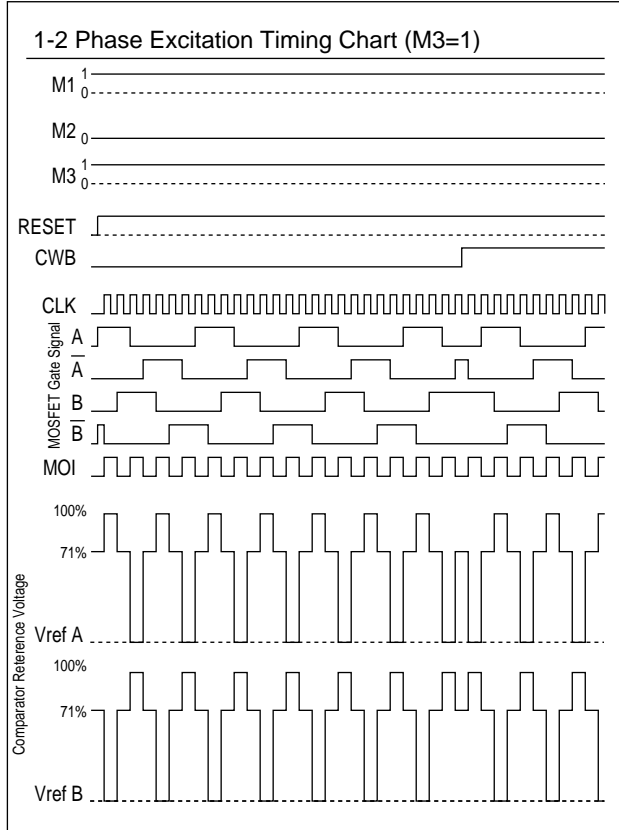 1-2 Phase Excitation Timing Chart (M3=1)
M1 1
0
M2 0
M3 1
0
RESET
CWB
CLK
MOSFET Gate Signal
A
A̅
B
B̅
MOI
Comparator Reterence Voltage
100%
71%
Vref A
100%
71%
Vref B